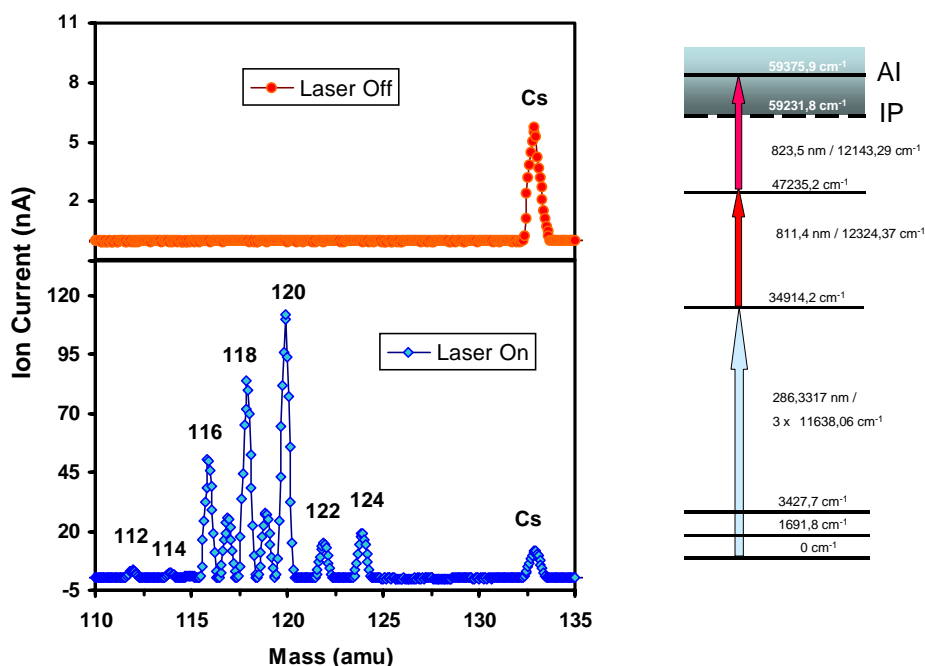 11
8
5
2
Laser Off
Cs
Ion Current (nA)
120
95
70
45
20
-5
Laser On
112
114
116
118
120
122
124
Cs
110
115
120
125
130
135
Mass (amu)
59375,9 cm-1
AI
59231,8 cm-1
IP
823,5 nm / 12143,29 cm-1
47235,2 cm-1
811,4 nm / 12324,37 cm-1
34914,2 cm-1
286,3317 nm /
3 x 11638,06 cm-1
3427,7 cm-1
1691,8 cm-1
0 cm-1